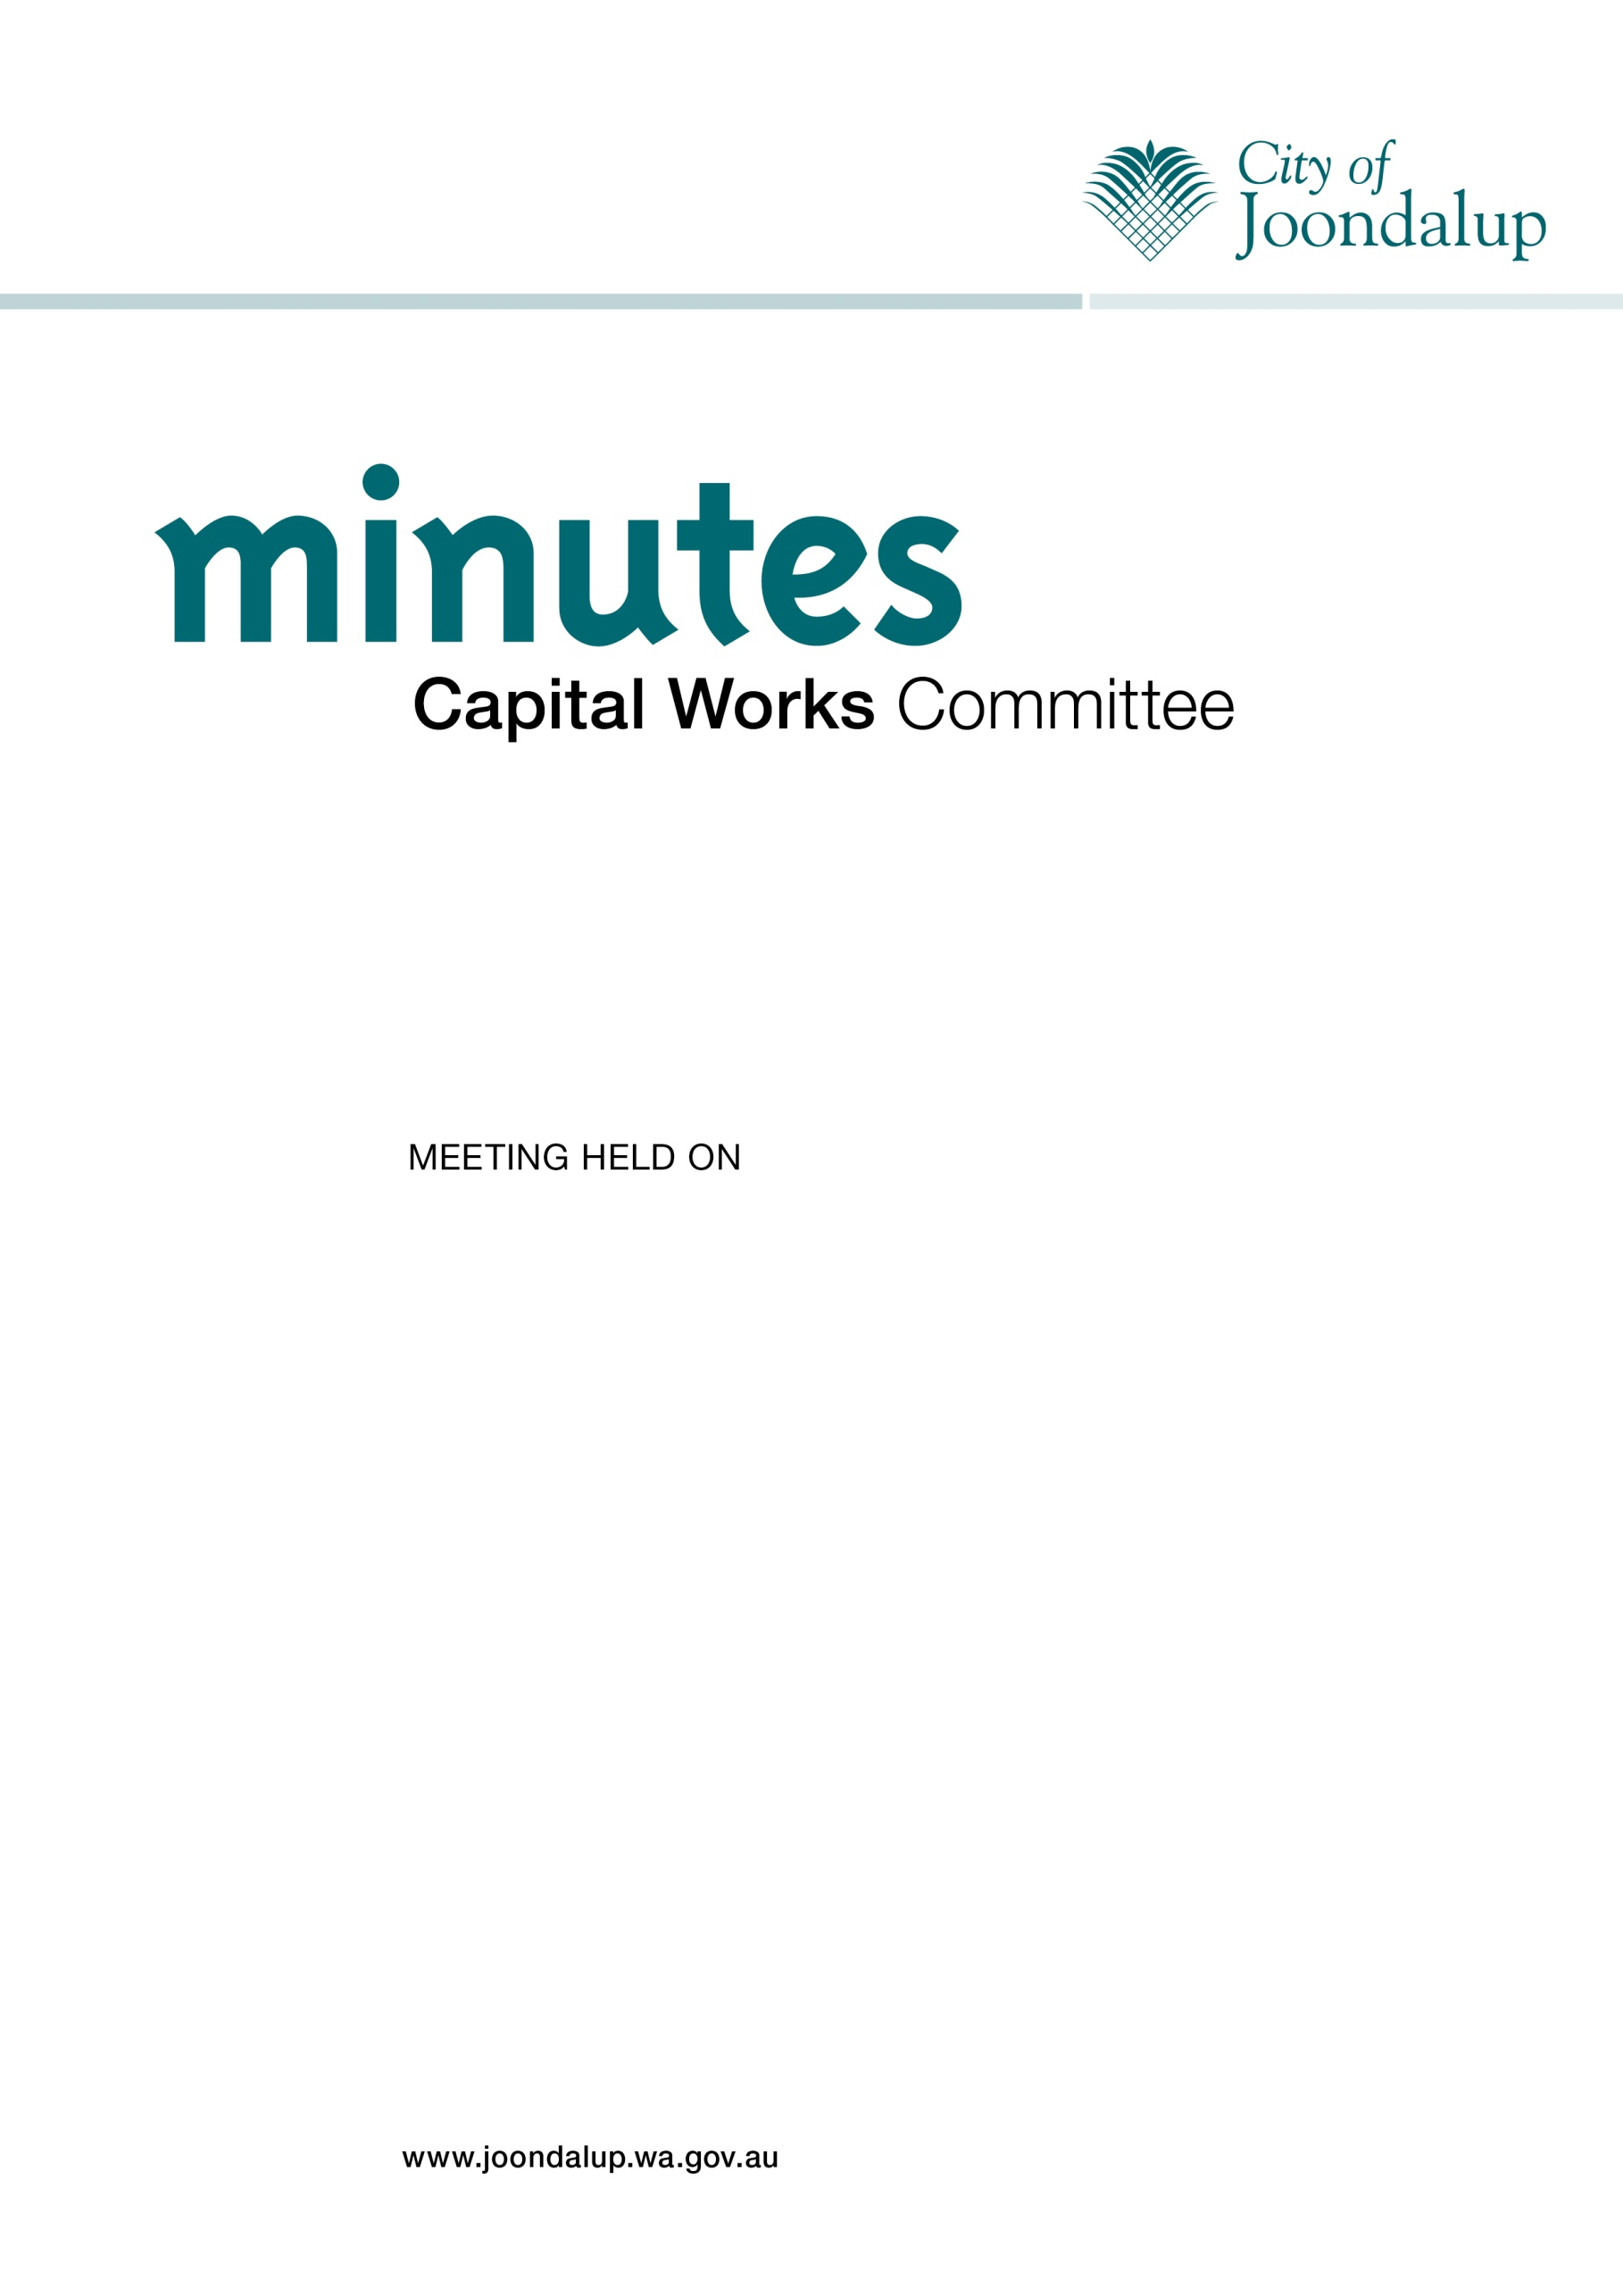 City of
Joondalup
minutes
Capital Works Committee
MEETING HELD ON
www.joondalup.wa.gov.au